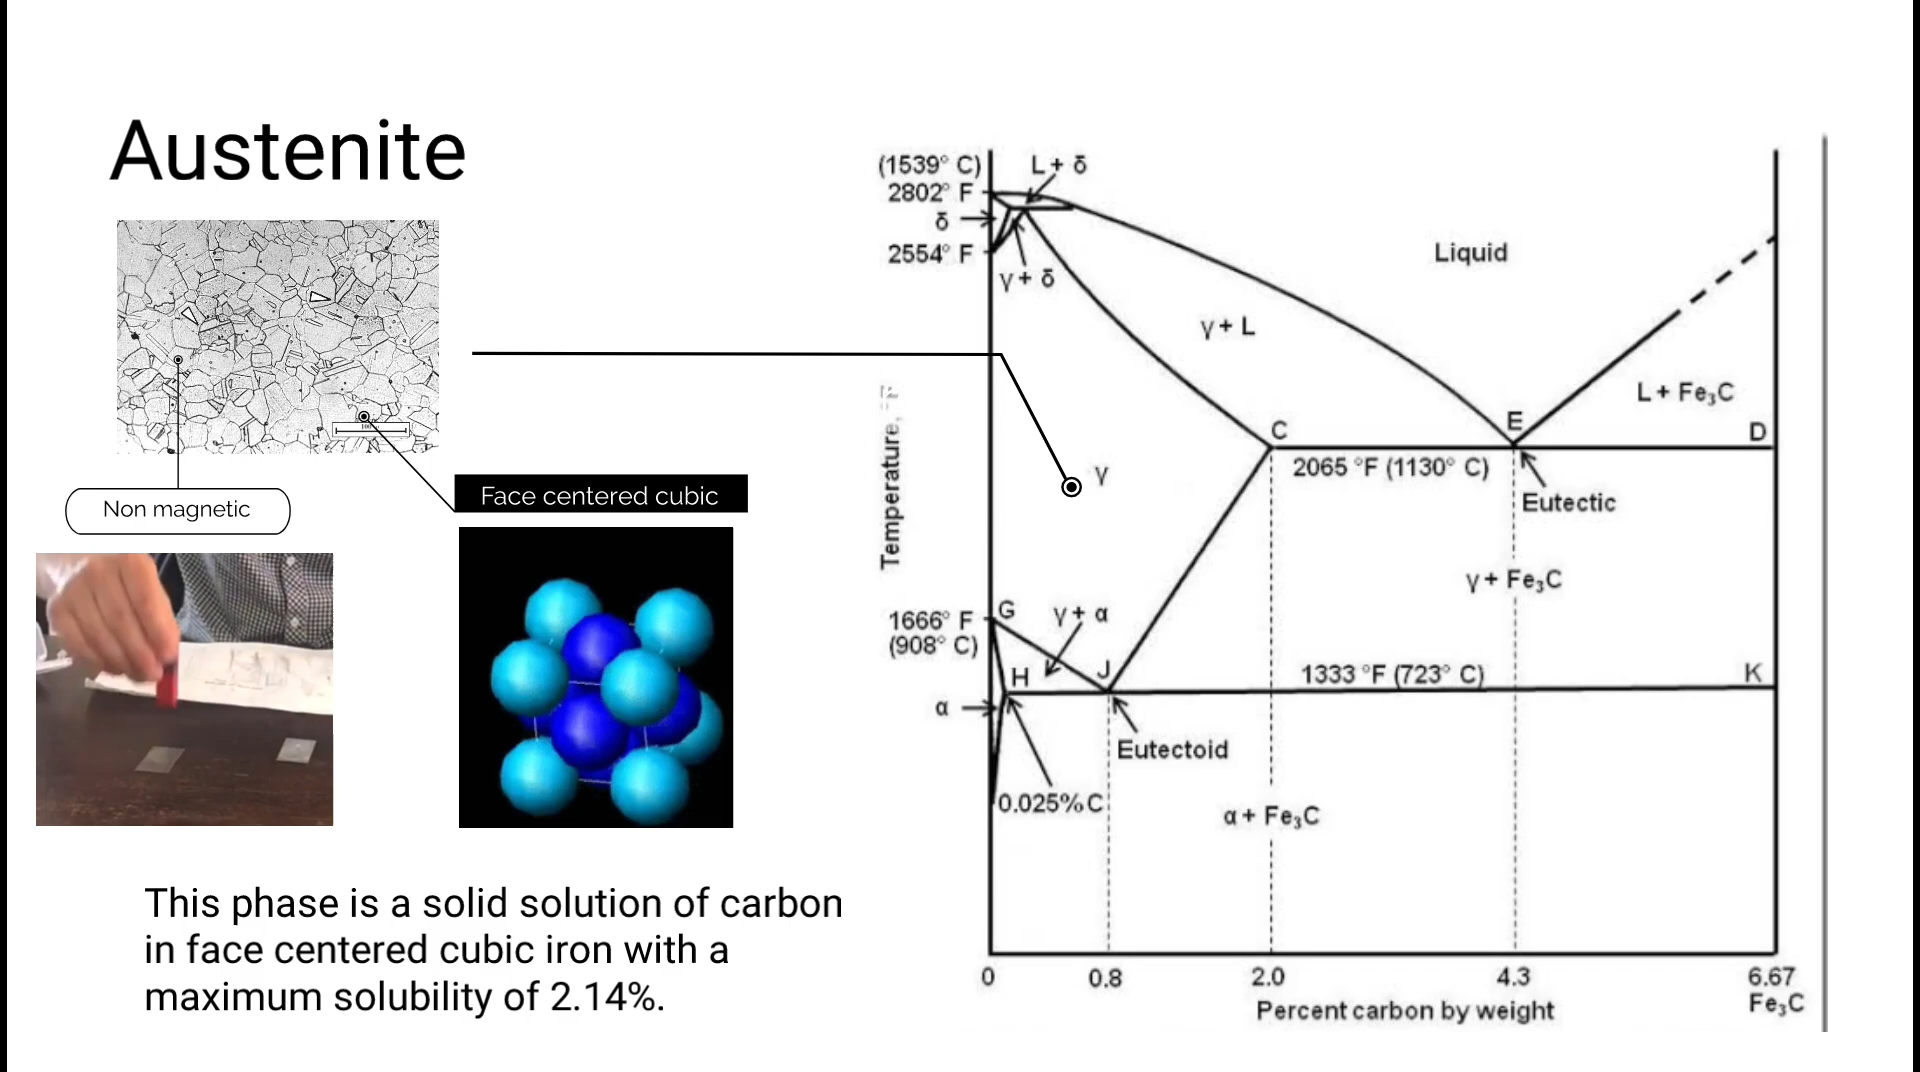 Austenite
Non magnetic
Face centered cubic
This phase is a solid solution of carbon
in face centered cubic iron with a
maximum solubility of 2.14%.
(1539° C)
2802° F
δ
2554° F
L + δ
γ + δ
Liquid
γ + L
L + Fe₃C
Temperature,
γ
C
E
D
2065 °F (1130° C)
Eutectic
γ + Fe₃C
1666° F
(908° C)
G
γ + α
H
J
1333 °F (723° C)
K
α
Eutectoid
0.025% C
α + Fe₃C
0
0.8
2.0
4.3
6.67
Percent carbon by weight
Fe₃C